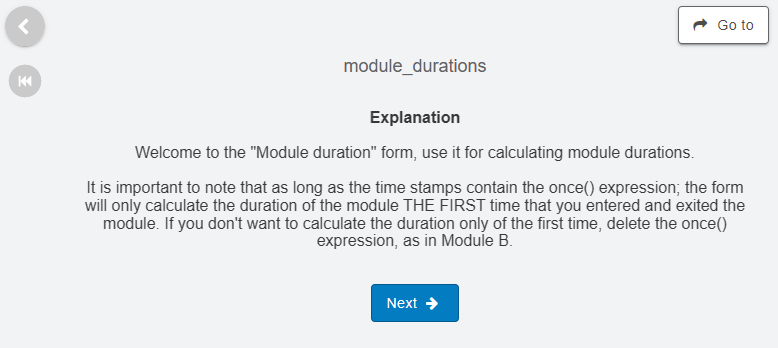 Go to
module_durations
Explanation
Welcome to the "Module duration" form, use it for calculating module durations.
It is important to note that as long as the time stamps contain the once() expression; the form
will only calculate the duration of the module THE FIRST time that you entered and exited the
module. If you don't want to calculate the duration only of the first time, delete the once()
expression, as in Module B.
Next